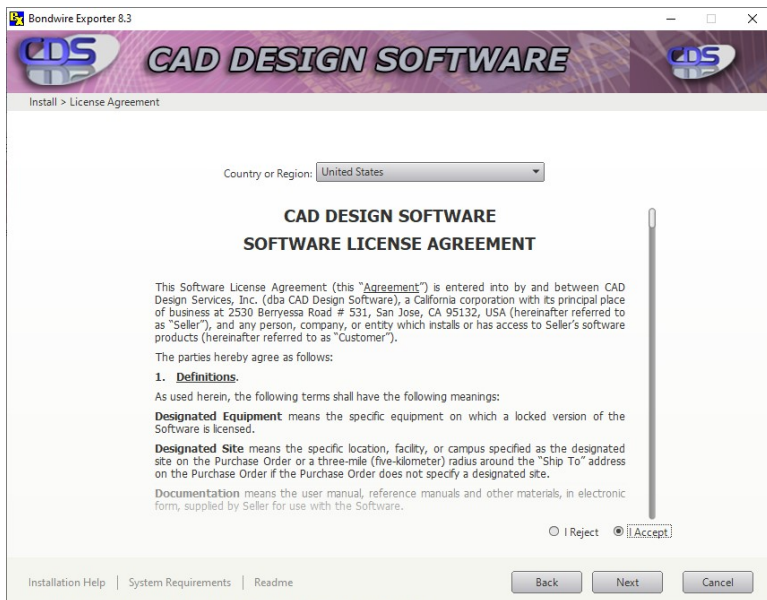 Bondwire Exporter 8.3
CDS CAD DESIGN SOFTWARE CDS
Install > License Agreement
Country or Region: United States
CAD DESIGN SOFTWARE
SOFTWARE LICENSE AGREEMENT
This Software License Agreement (this “Agreement”) is entered into by and between CAD
Design Services, Inc. (dba CAD Design Software), a California corporation with its principal place
of business at 2530 Berryessa Road # 531, San Jose, CA 95132, USA (hereinafter referred to
as “Seller”), and any person, company, or entity which installs or has access to Seller’s software
products (hereinafter referred to as “Customer”).
The parties hereby agree as follows:
1. Definitions.
As used herein, the following terms shall have the following meanings:
Designated Equipment means the specific equipment on which a locked version of the
Software is licensed.
Designated Site means the specific location, facility, or campus specified as the designated
site on the Purchase Order or a three-mile (five-kilometer) radius around the “Ship To” address
on the Purchase Order if the Purchase Order does not specify a designated site.
Documentation means the user manual, reference manuals and other materials, in electronic
form, supplied by Seller for use with the Software.
I Reject I Accept
Installation Help | System Requirements | Readme Back Next Cancel